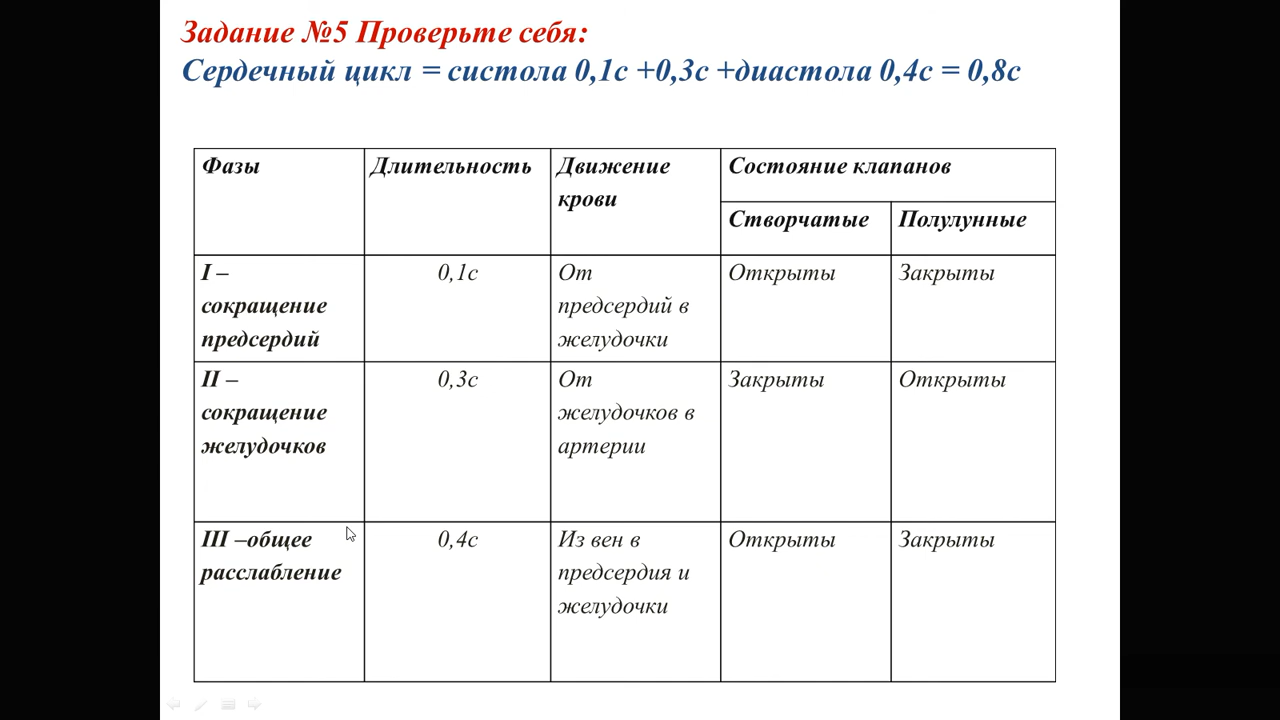 Задание №5 Проверьте себя:
Сердечный цикл = систола 0,1с +0,3с +диастола 0,4с = 0,8с
Фазы
Длительность
Движение
крови
Состояние клапанов
Створчатые
Полулунные
I –
сокращение
предсердий
0,1с
От
предсердий в
желудочки
Открыты
Закрыты
II –
сокращение
желудочков
0,3с
От
желудочков в
артерии
Закрыты
Открыты
III –общее
расслабление
0,4с
Из вен в
предсердия и
желудочки
Открыты
Закрыты